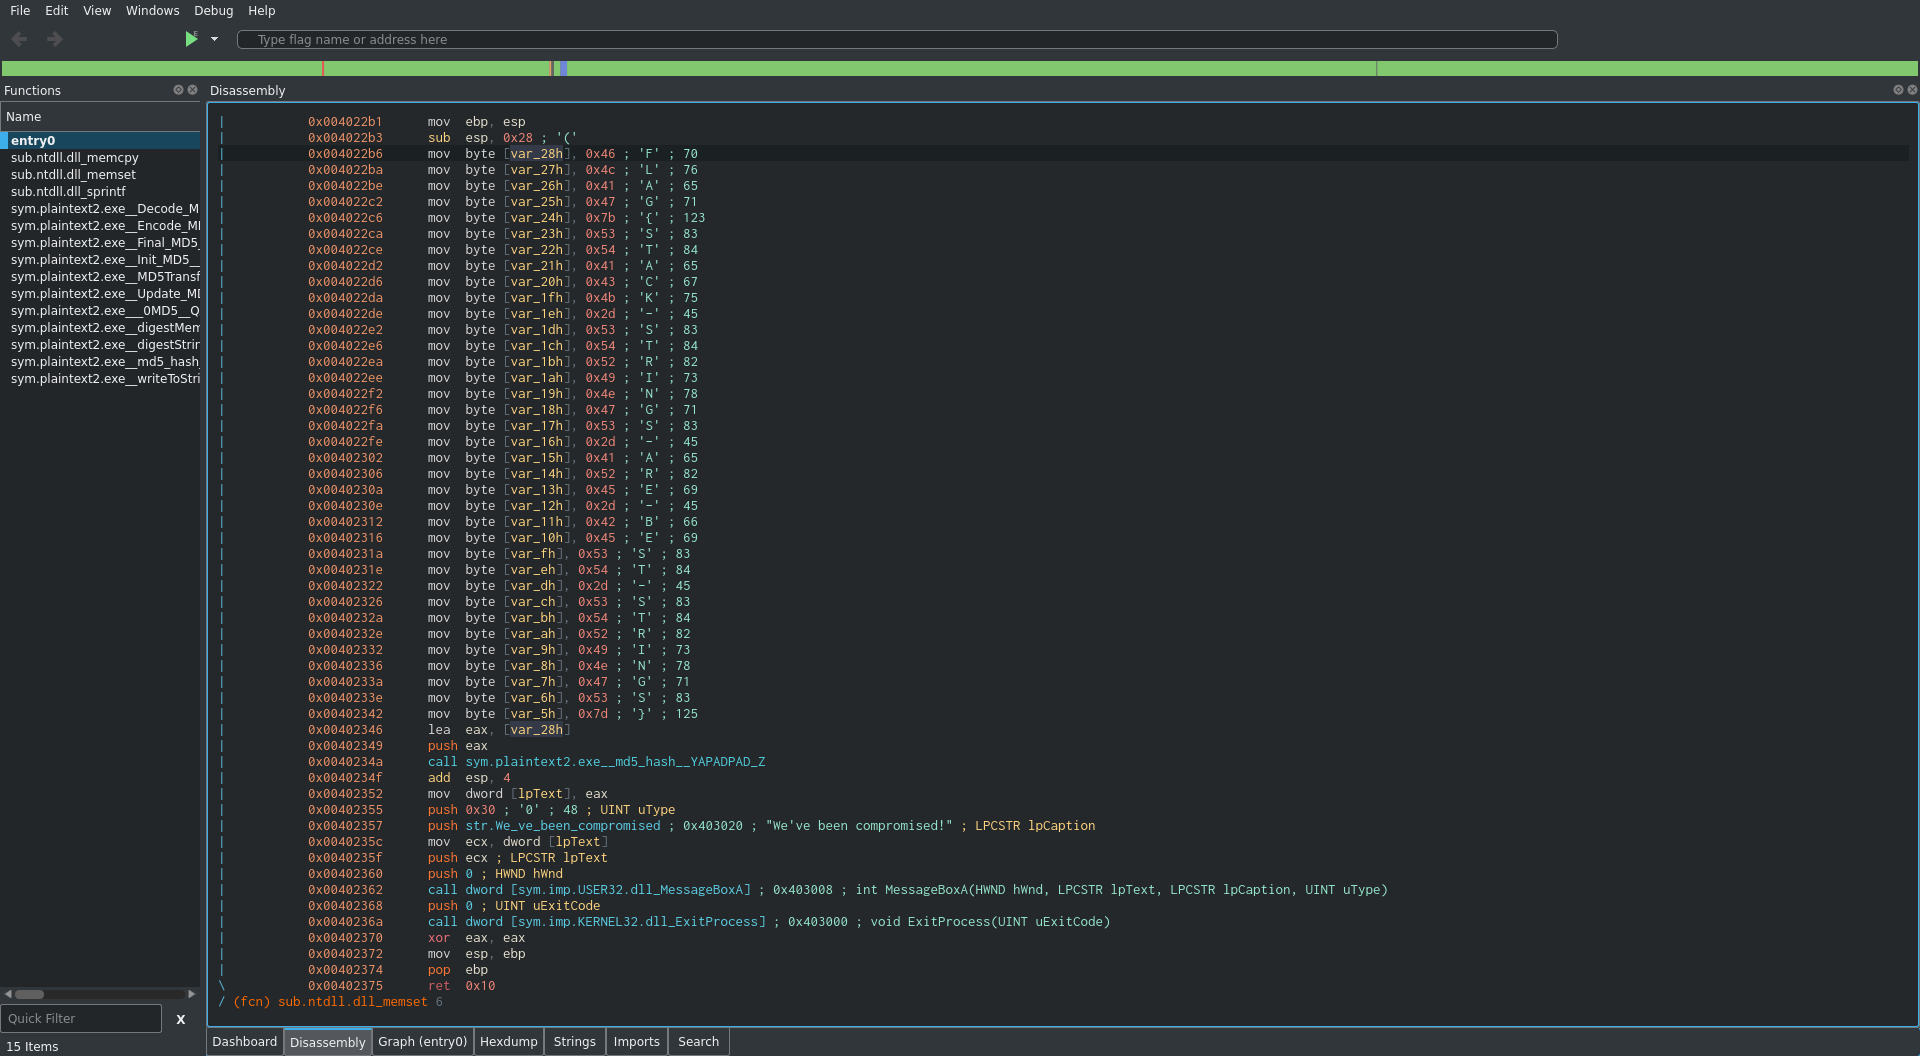 File Edit View Windows Debug Help
Type flag name or address here
Functions
Disassembly
Name
entry0
sub.ntdll.dll_memcpy
sub.ntdll.dll_memset
sub.ntdll.dll_sprintf
sym.plaintext2.exe__Decode_M
sym.plaintext2.exe__Encode_M
sym.plaintext2.exe__Final_MD5_
sym.plaintext2.exe__Init_MD5__
sym.plaintext2.exe__MD5Transf
sym.plaintext2.exe__Update_M
sym.plaintext2.exe___0MD5__Q
sym.plaintext2.exe__digestMem
sym.plaintext2.exe__digestStrin
sym.plaintext2.exe__md5_hash_
sym.plaintext2.exe__writeToStri
Quick Filter X
15 Items
| 0x004022b1 mov ebp, esp
| 0x004022b3 sub esp, 0x28 ; '('
| 0x004022b6 mov byte [var_28h], 0x46 ; 'F' ; 70
| 0x004022ba mov byte [var_27h], 0x4c ; 'L' ; 76
| 0x004022be mov byte [var_26h], 0x41 ; 'A' ; 65
| 0x004022c2 mov byte [var_25h], 0x47 ; 'G' ; 71
| 0x004022c6 mov byte [var_24h], 0x7b ; '{' ; 123
| 0x004022ca mov byte [var_23h], 0x53 ; 'S' ; 83
| 0x004022ce mov byte [var_22h], 0x54 ; 'T' ; 84
| 0x004022d2 mov byte [var_21h], 0x41 ; 'A' ; 65
| 0x004022d6 mov byte [var_20h], 0x43 ; 'C' ; 67
| 0x004022da mov byte [var_1fh], 0x4b ; 'K' ; 75
| 0x004022de mov byte [var_1eh], 0x2d ; '-' ; 45
| 0x004022e2 mov byte [var_1dh], 0x53 ; 'S' ; 83
| 0x004022e6 mov byte [var_1ch], 0x54 ; 'T' ; 84
| 0x004022ea mov byte [var_1bh], 0x52 ; 'R' ; 82
| 0x004022ee mov byte [var_1ah], 0x49 ; 'I' ; 73
| 0x004022f2 mov byte [var_19h], 0x4e ; 'N' ; 78
| 0x004022f6 mov byte [var_18h], 0x47 ; 'G' ; 71
| 0x004022fa mov byte [var_17h], 0x53 ; 'S' ; 83
| 0x004022fe mov byte [var_16h], 0x2d ; '-' ; 45
| 0x00402302 mov byte [var_15h], 0x41 ; 'A' ; 65
| 0x00402306 mov byte [var_14h], 0x52 ; 'R' ; 82
| 0x0040230a mov byte [var_13h], 0x45 ; 'E' ; 69
| 0x0040230e mov byte [var_12h], 0x2d ; '-' ; 45
| 0x00402312 mov byte [var_11h], 0x42 ; 'B' ; 66
| 0x00402316 mov byte [var_10h], 0x45 ; 'E' ; 69
| 0x0040231a mov byte [var_fh], 0x53 ; 'S' ; 83
| 0x0040231e mov byte [var_eh], 0x54 ; 'T' ; 84
| 0x00402322 mov byte [var_dh], 0x2d ; '-' ; 45
| 0x00402326 mov byte [var_ch], 0x53 ; 'S' ; 83
| 0x0040232a mov byte [var_bh], 0x54 ; 'T' ; 84
| 0x0040232e mov byte [var_ah], 0x52 ; 'R' ; 82
| 0x00402332 mov byte [var_9h], 0x49 ; 'I' ; 73
| 0x00402336 mov byte [var_8h], 0x4e ; 'N' ; 78
| 0x0040233a mov byte [var_7h], 0x47 ; 'G' ; 71
| 0x0040233e mov byte [var_6h], 0x53 ; 'S' ; 83
| 0x00402342 mov byte [var_5h], 0x7d ; '}' ; 125
| 0x00402346 lea eax, [var_28h]
| 0x00402349 push eax
| 0x0040234a call sym.plaintext2.exe__md5_hash__YAPADPAD_Z
| 0x0040234f add esp, 4
| 0x00402352 mov dword [lpText], eax
| 0x00402355 push 0x30 ; '0' ; 48 ; UINT uType
| 0x00402357 push str.We_ve_been_compromised ; 0x403020 ; "We've been compromised!" ; LPCSTR lpCaption
| 0x0040235c mov ecx, dword [lpText]
| 0x0040235f push ecx ; LPCSTR lpText
| 0x00402360 push 0 ; HWND hWnd
| 0x00402362 call dword [sym.imp.USER32.dll_MessageBoxA] ; 0x403008 ; int MessageBoxA(HWND hWnd, LPCSTR lpText, LPCSTR lpCaption, UINT uType)
| 0x00402368 push 0 ; UINT uExitCode
| 0x0040236a call dword [sym.imp.KERNEL32.dll_ExitProcess] ; 0x403000 ; void ExitProcess(UINT uExitCode)
| 0x00402370 xor eax, eax
| 0x00402372 mov esp, ebp
| 0x00402374 pop ebp
\ 0x00402375 ret 0x10
/ (fcn) sub.ntdll.dll_memset 6
Dashboard Disassembly Graph (entry0) Hexdump Strings Imports Search